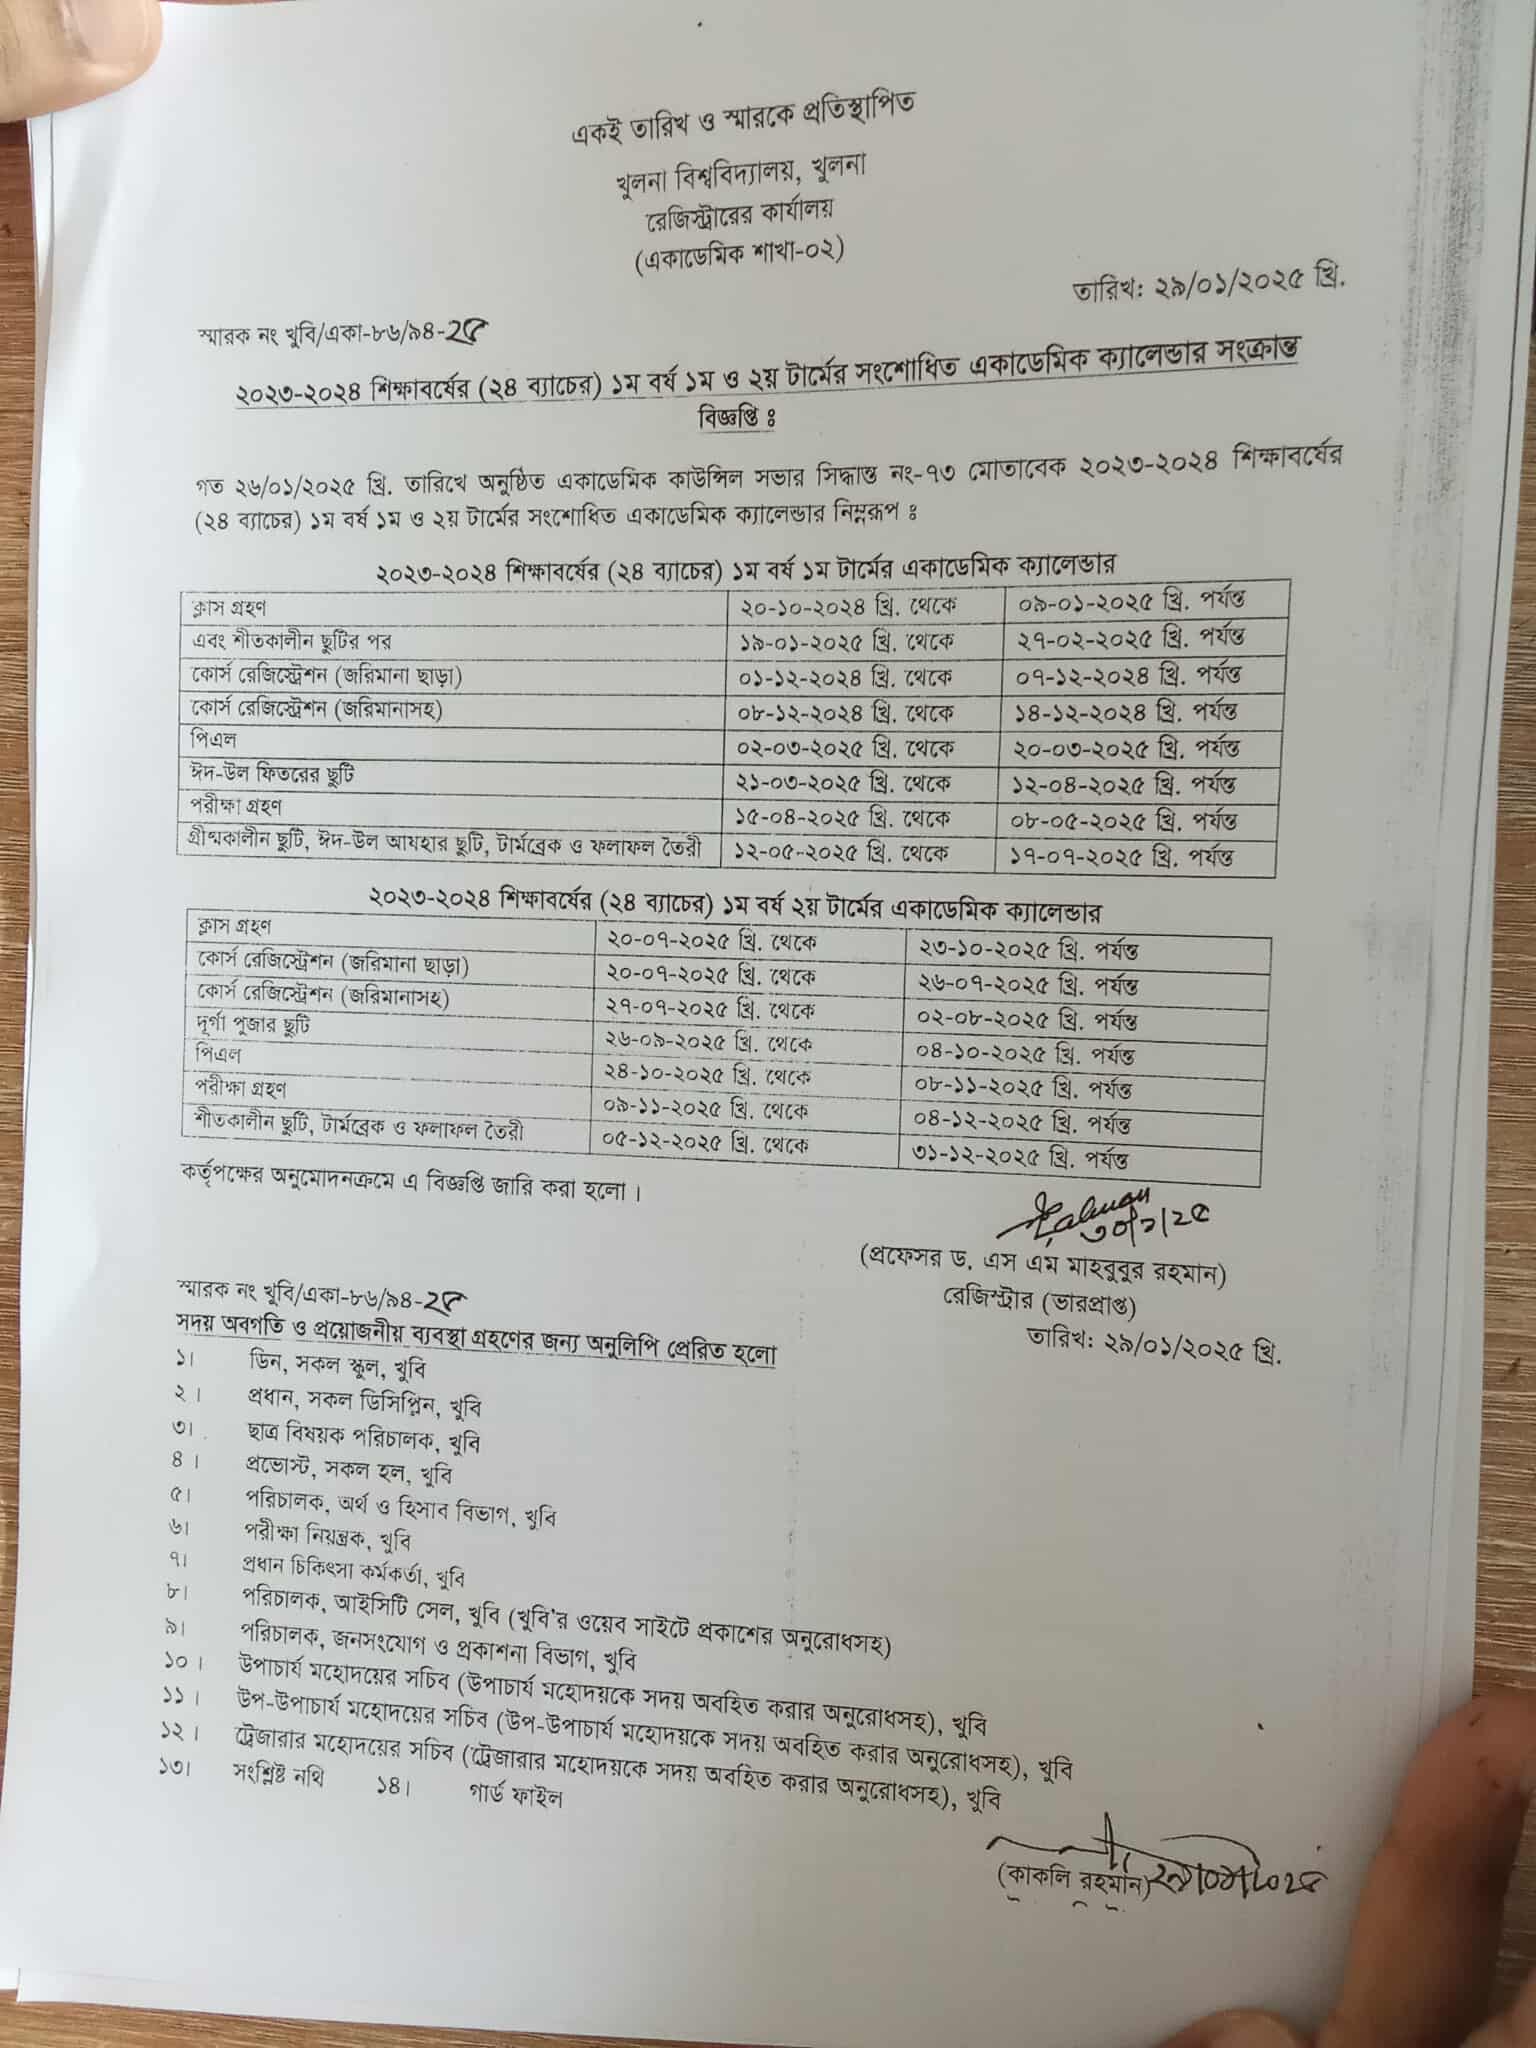 একই তারিখ ও স্মারকে প্রতিস্থাপিত
খুলনা বিশ্ববিদ্যালয়, খুলনা
রেজিস্ট্রারের কার্যালয়
(একাডেমিক শাখা-০২)
তারিখ: ২৯/০১/২০২৫ খ্রি.
স্মারক নং খুবি/একা-৮৬/৯৪-২৫
২০২৩-২০২৪ শিক্ষাবর্ষের (২৪ ব্যাচের) ১ম বর্ষ ১ম ও ২য় টার্মের সংশোধিত একাডেমিক ক্যালেন্ডার সংক্রান্ত
বিজ্ঞপ্তি ঃ
গত ২৬/০১/২০২৫ খ্রি. তারিখে অনুষ্ঠিত একাডেমিক কাউন্সিল সভার সিদ্ধান্ত নং-৭৩ মোতাবেক ২০২৩-২০২৪ শিক্ষাবর্ষের
(২৪ ব্যাচের) ১ম বর্ষ ১ম ও ২য় টার্মের সংশোধিত একাডেমিক ক্যালেন্ডার নিম্নরূপ ঃ
২০২৩-২০২৪ শিক্ষাবর্ষের (২৪ ব্যাচের) ১ম বর্ষ ১ম টার্মের একাডেমিক ক্যালেন্ডার
ক্লাস গ্রহণ ২০-১০-২০২৪ খ্রি. থেকে ০৯-০১-২০২৫ খ্রি. পর্যন্ত
এবং শীতকালীন ছুটির পর ১৯-০১-২০২৫ খ্রি. থেকে ২৭-০২-২০২৫ খ্রি. পর্যন্ত
কোর্স রেজিস্ট্রেশন (জরিমানা ছাড়া) ০১-১২-২০২৪ খ্রি. থেকে ০৭-১২-২০২৪ খ্রি. পর্যন্ত
কোর্স রেজিস্ট্রেশন (জরিমানাসহ) ০৮-১২-২০২৪ খ্রি. থেকে ১৪-১২-২০২৪ খ্রি. পর্যন্ত
পিএল ০২-০৩-২০২৫ খ্রি. থেকে ২০-০৩-২০২৫ খ্রি. পর্যন্ত
ঈদ-উল ফিতরের ছুটি ২১-০৩-২০২৫ খ্রি. থেকে ১২-০৪-২০২৫ খ্রি. পর্যন্ত
পরীক্ষা গ্রহণ ১৫-০৪-২০২৫ খ্রি. থেকে ০৮-০৫-২০২৫ খ্রি. পর্যন্ত
গ্রীষ্মকালীন ছুটি, ঈদ-উল আযহার ছুটি, টার্মব্রেক ও ফলাফল তৈরী ১২-০৫-২০২৫ খ্রি. থেকে ১৭-০৭-২০২৫ খ্রি. পর্যন্ত
২০২৩-২০২৪ শিক্ষাবর্ষের (২৪ ব্যাচের) ১ম বর্ষ ২য় টার্মের একাডেমিক ক্যালেন্ডার
ক্লাস গ্রহণ ২০-০৭-২০২৫ খ্রি. থেকে ২৩-১০-২০২৫ খ্রি. পর্যন্ত
কোর্স রেজিস্ট্রেশন (জরিমানা ছাড়া) ২০-০৭-২০২৫ খ্রি. থেকে ২৬-০৭-২০২৫ খ্রি. পর্যন্ত
কোর্স রেজিস্ট্রেশন (জরিমানাসহ) ২৭-০৭-২০২৫ খ্রি. থেকে ০২-০৮-২০২৫ খ্রি. পর্যন্ত
দূর্গা পুজার ছুটি ২৬-০৯-২০২৫ খ্রি. থেকে ০৪-১০-২০২৫ খ্রি. পর্যন্ত
পিএল ২৪-১০-২০২৫ খ্রি. থেকে ০৮-১১-২০২৫ খ্রি. পর্যন্ত
পরীক্ষা গ্রহণ ০৯-১১-২০২৫ খ্রি. থেকে ০৪-১২-২০২৫ খ্রি. পর্যন্ত
শীতকালীন ছুটি, টার্মব্রেক ও ফলাফল তৈরী ০৫-১২-২০২৫ খ্রি. থেকে ৩১-১২-২০২৫ খ্রি. পর্যন্ত
কর্তৃপক্ষের অনুমোদনক্রমে এ বিজ্ঞপ্তি জারি করা হলো।
৩০/১/২৫
(প্রফেসর ড. এস এম মাহবুবুর রহমান)
রেজিস্ট্রার (ভারপ্রাপ্ত)
স্মারক নং খুবি/একা-৮৬/৯৪-২৫
তারিখ: ২৯/০১/২০২৫ খ্রি.
সদয় অবগতি ও প্রয়োজনীয় ব্যবস্থা গ্রহণের জন্য অনুলিপি প্রেরিত হলো
১। ডিন, সকল স্কুল, খুবি
২। প্রধান, সকল ডিসিপ্লিন, খুবি
৩। ছাত্র বিষয়ক পরিচালক, খুবি
৪। প্রভোস্ট, সকল হল, খুবি
৫। পরিচালক, অর্থ ও হিসাব বিভাগ, খুবি
৬। পরীক্ষা নিয়ন্ত্রক, খুবি
৭। প্রধান চিকিৎসা কর্মকর্তা, খুবি
৮। পরিচালক, আইসিটি সেল, খুবি (খুবি'র ওয়েব সাইটে প্রকাশের অনুরোধসহ)
৯। পরিচালক, জনসংযোগ ও প্রকাশনা বিভাগ, খুবি
১০। উপাচার্য মহোদয়ের সচিব (উপাচার্য মহোদয়কে সদয় অবহিত করার অনুরোধসহ), খুবি
১১। উপ-উপাচার্য মহোদয়ের সচিব (উপ-উপাচার্য মহোদয়কে সদয় অবহিত করার অনুরোধসহ), খুবি
১২। ট্রেজারার মহোদয়ের সচিব (ট্রেজারার মহোদয়কে সদয় অবহিত করার অনুরোধসহ), খুবি
১৩। সংশ্লিষ্ট নথি ১৪। গার্ড ফাইল
(কাকলি রহমান) ২৯/০১/২০২৫